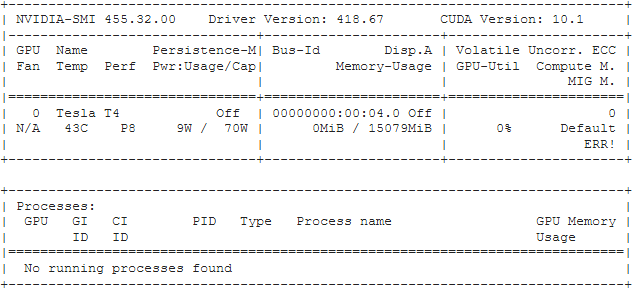 +-----------------------------------------------------------------------------+
| NVIDIA-SMI 455.32.00    Driver Version: 418.67       CUDA Version: 10.1     |
|-------------------------------+----------------------+----------------------+
| GPU  Name        Persistence-M| Bus-Id        Disp.A | Volatile Uncorr. ECC |
| Fan  Temp  Perf  Pwr:Usage/Cap|         Memory-Usage | GPU-Util  Compute M. |
|                               |                      |               MIG M. |
|===============================+======================+======================|
|   0  Tesla T4            Off  | 00000000:00:04.0 Off |                    0 |
| N/A   43C    P8     9W /  70W |      0MiB / 15079MiB |      0%      Default |
|                               |                      |                 ERR! |
+-------------------------------+----------------------+----------------------+

+-----------------------------------------------------------------------------+
| Processes:                                                                  |
|  GPU   GI   CI        PID   Type   Process name                  GPU Memory |
|        ID   ID                                                   Usage      |
|=============================================================================|
|  No running processes found                                                 |
+-----------------------------------------------------------------------------+